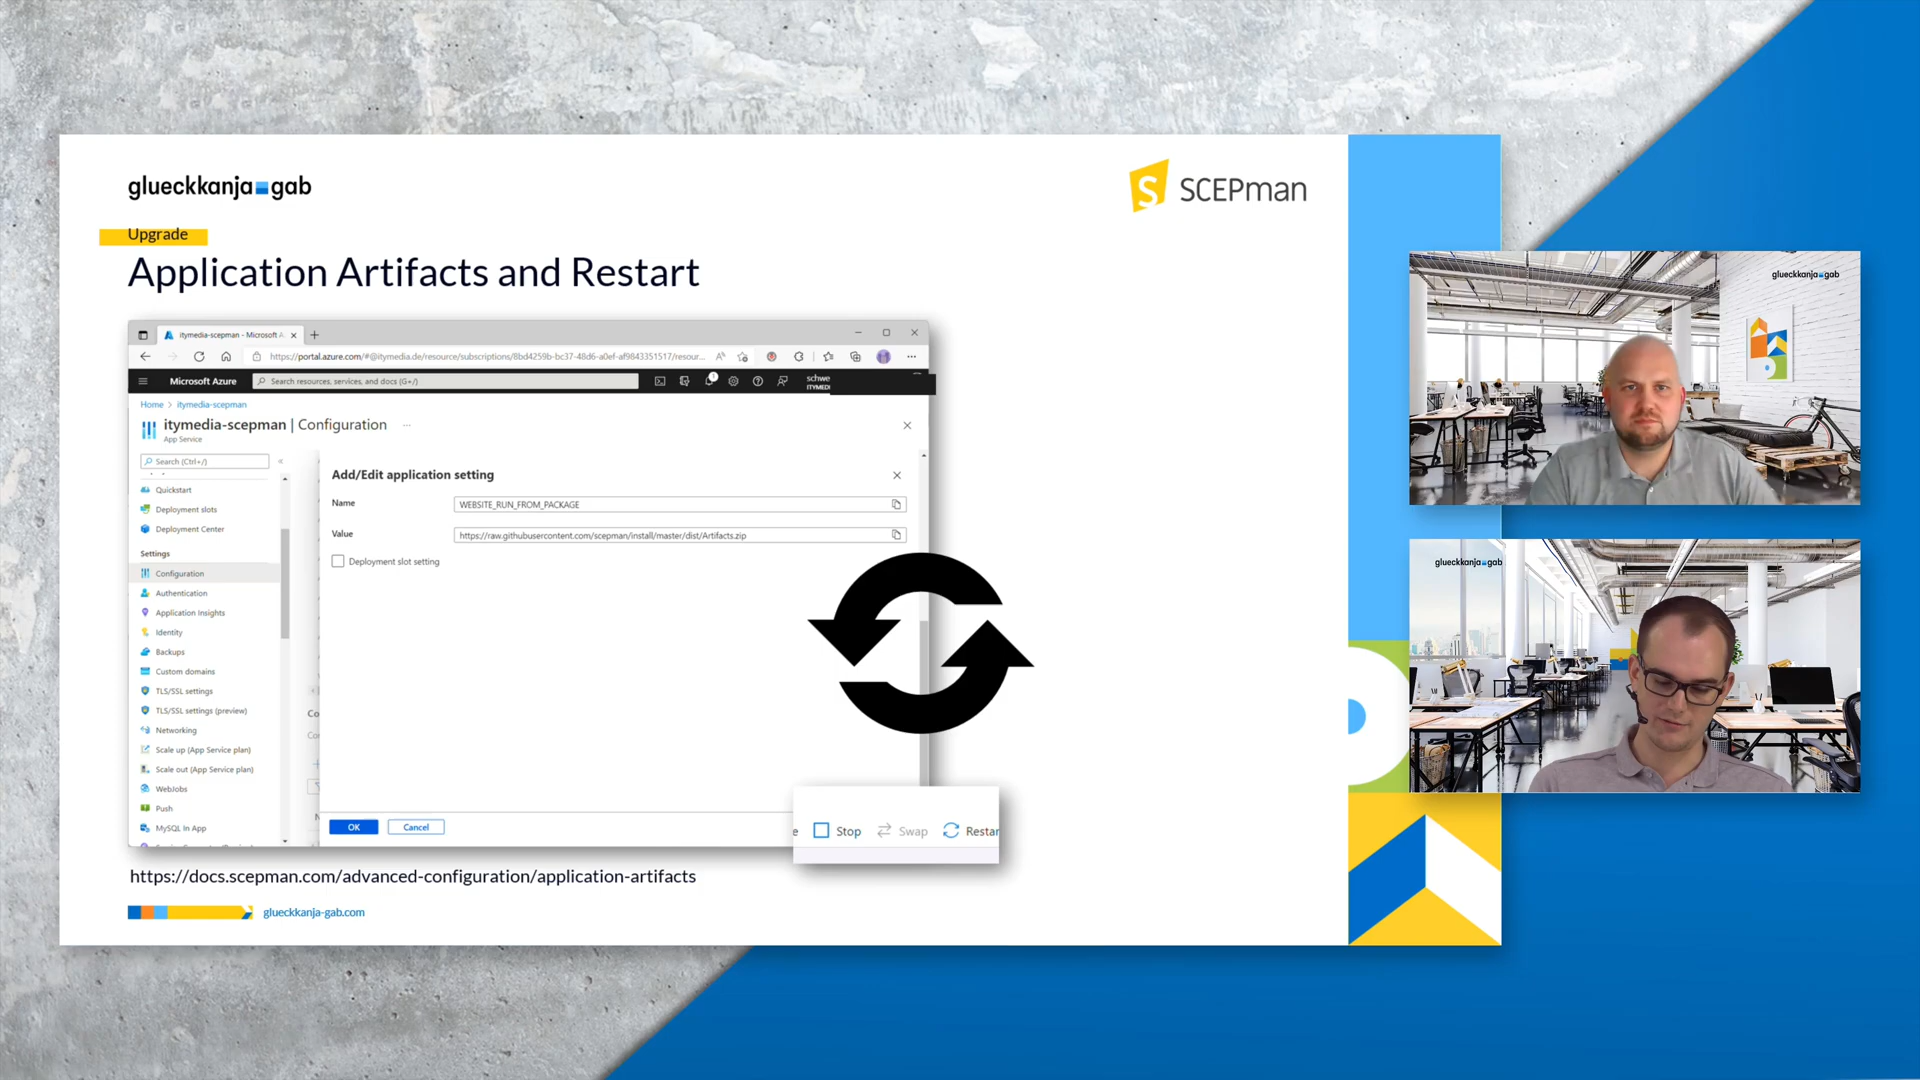 glueckkanja-gab
SCEPman
Upgrade
Application Artifacts and Restart
itymedia-scepman - Microsoft A
https://portal.azure.com/#@itymedia.de/resource/subscriptions/8bd4259b-bc37-48d6-a0ef-af9843351517/resour...
Microsoft Azure
Search resources, services, and docs (G+/)
1
schwe
ITYMEDI
Home > itymedia-scepman
itymedia-scepman | Configuration ...
App Service
Search (Ctrl+/)
Quickstart
Deployment slots
Deployment Center
Settings
Configuration
Authentication
Application Insights
Identity
Backups
Custom domains
TLS/SSL settings
TLS/SSL settings (preview)
Networking
Scale up (App Service plan)
Scale out (App Service plan)
WebJobs
Push
MySQL In App
Add/Edit application setting
Name
WEBSITE_RUN_FROM_PACKAGE
Value
https://raw.githubusercontent.com/scepman/install/master/dist/Artifacts.zip
Deployment slot setting
Co
Co
OK
Cancel
e
Stop
Swap
Restar
https://docs.scepman.com/advanced-configuration/application-artifacts
glueckkanja-gab.com
glueckkanja-gab
glueckkanja-gab